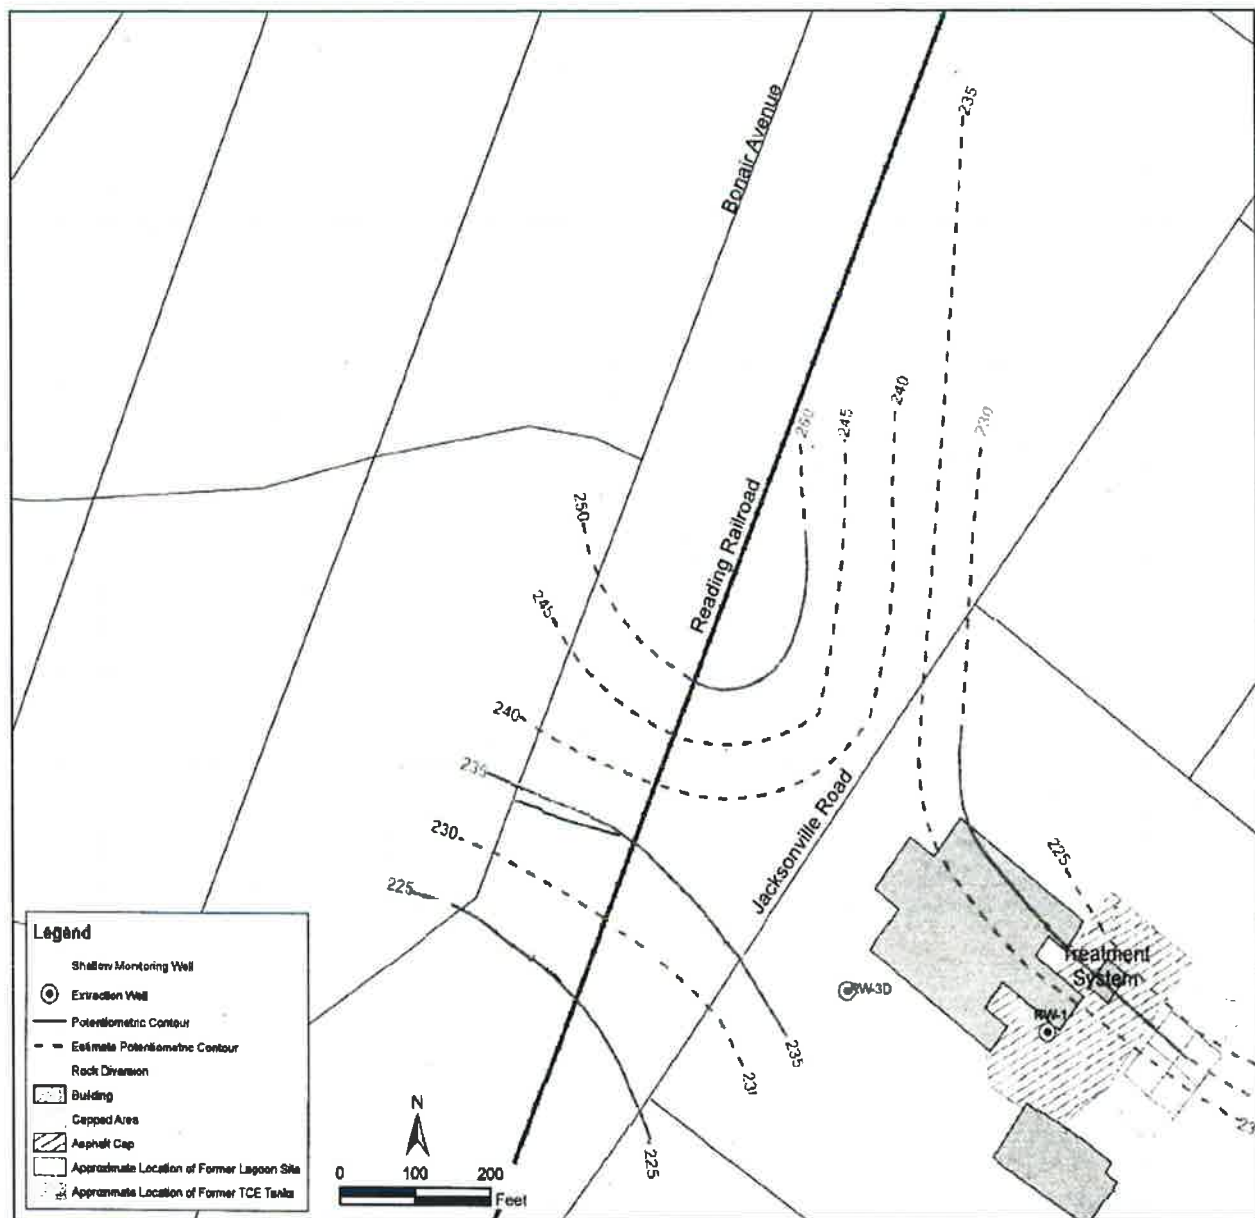 235
Bonair Avenue
240
245
260
230
250
Reading Railroad
245
240
235
Jacksonville Road
230
225
225
Treatment
System
RW-3D
RW-1
235
225
Legend
Shallow Monitoring Well
Extraction Well
Potentiometric Contour
Estimate Potentiometric Contour
Rock Diversion
Building
Capped Area
Asphalt Cap
Approximate Location of Former Lagoon Site
Approximate Location of Former TCE Tanks
N
0 100 200
Feet